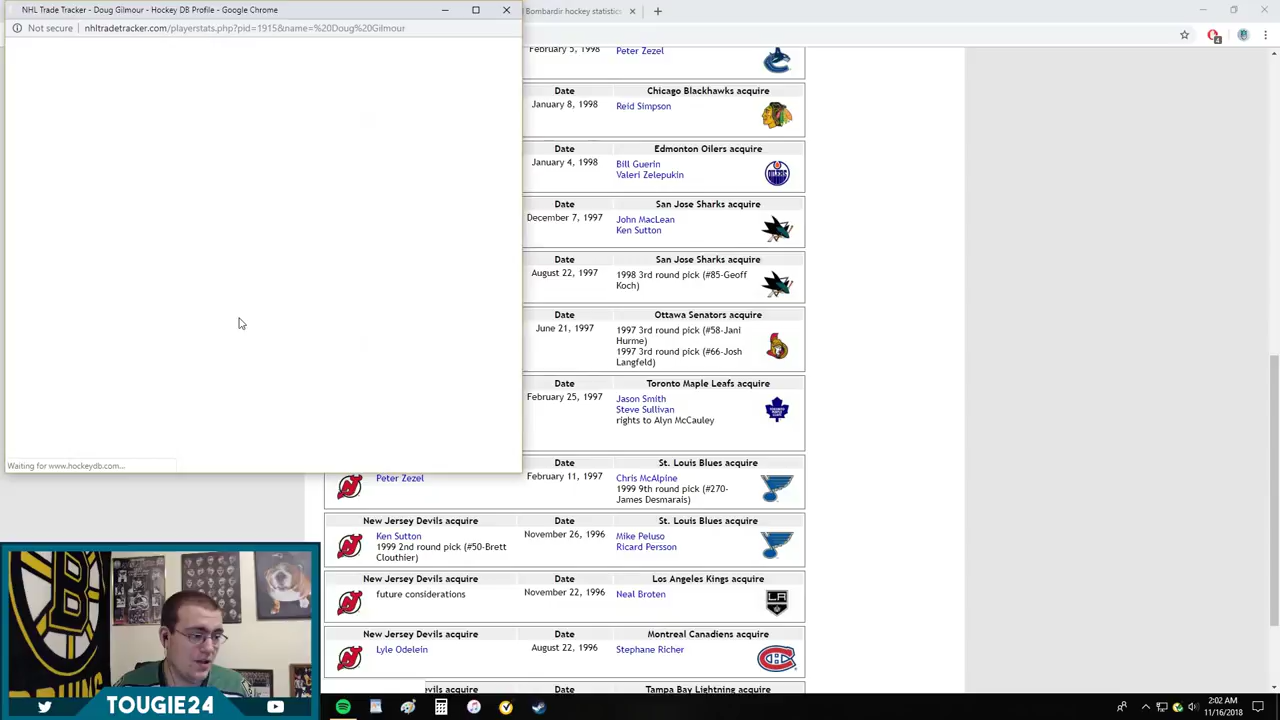 NHL Trade Tracker - Doug Gilmour - Hockey DB Profile - Google Chrome
Bombardir hockey statistics
Not secure | nhltradetracker.com/playerstats.php?pid=1915&name=%20Doug%20Gilmour
4
February 5, 1998 Peter Zezel
Date Chicago Blackhawks acquire
January 8, 1998 Reid Simpson
Date Edmonton Oilers acquire
January 4, 1998 Bill Guerin
Valeri Zelepukin
Date San Jose Sharks acquire
December 7, 1997 John MacLean
Ken Sutton
Date San Jose Sharks acquire
August 22, 1997 1998 3rd round pick (#85-Geoff
Koch)
Date Ottawa Senators acquire
June 21, 1997 1997 3rd round pick (#58-Jani
Hurme)
1997 3rd round pick (#66-Josh
Langfeld)
Date Toronto Maple Leafs acquire
February 25, 1997 Jason Smith
Steve Sullivan
rights to Alyn McCauley
Waiting for www.hockeydb.com...
Date St. Louis Blues acquire
Peter Zezel February 11, 1997 Chris McAlpine
1999 9th round pick (#270-
James Desmarais)
New Jersey Devils acquire Date St. Louis Blues acquire
Ken Sutton November 26, 1996 Mike Peluso
1999 2nd round pick (#50-Brett Ricard Persson
Clouthier)
New Jersey Devils acquire Date Los Angeles Kings acquire
future considerations November 22, 1996 Neal Broten
LA
New Jersey Devils acquire Date Montreal Canadiens acquire
Lyle Odelein August 22, 1996 Stephane Richer
evils acquire Date Tampa Bay Lightning acquire
BRUINS
TOUGIE24
2:02 AM
11/16/2018